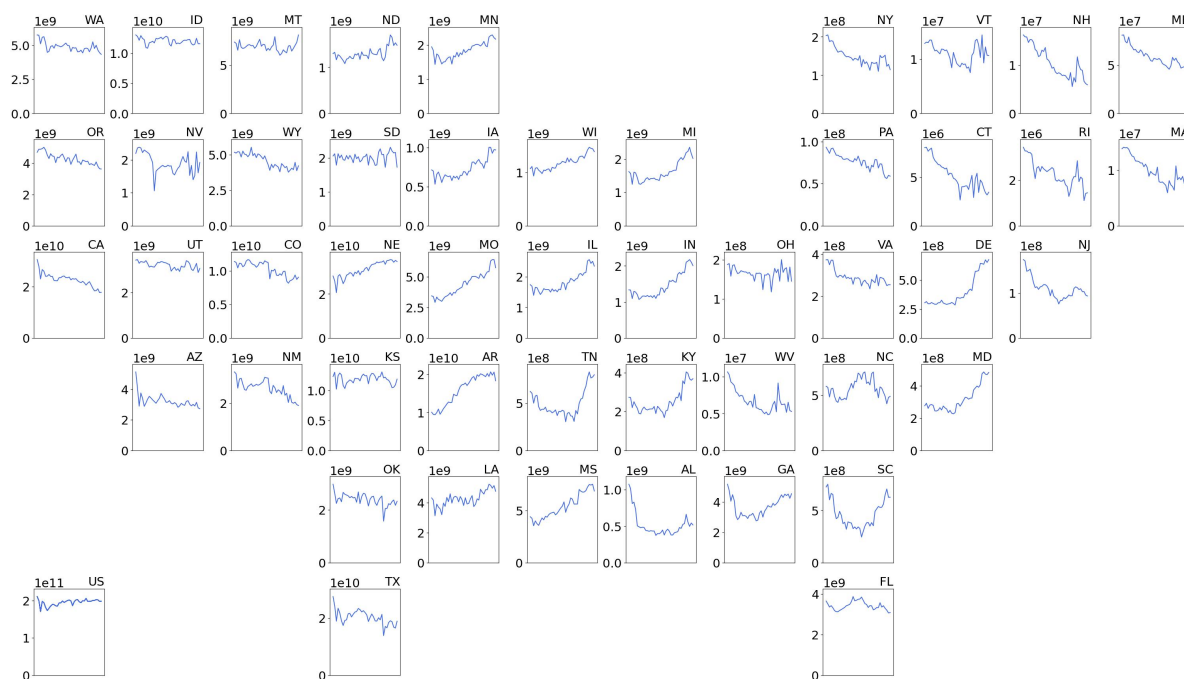 1e9 WA
5.0
2.5
0.0
1e10 ID
1.0
0.5
0.0
1e9 MT
5
0
1e9 ND
1
0
1e9 MN
2
1
0
1e8 NY
2
1
0
1e7 VT
1
0
1e7 NH
1
0
1e7
5
0
1e9 OR
4
2
0
1e9 NV
2
1
0
1e9 WY
5.0
2.5
0.0
1e9 SD
2
1
0
1e9 IA
1.0
0.5
0.0
1e9 WI
1
0
1e9 MI
2
1
0
1e8 PA
1.0
0.5
0.0
1e6 CT
5
0
1e6 RI
2
0
1e7 MA
1
0
1e10 CA
2
0
1e9 UT
2
0
1e10 CO
1.0
0.5
0.0
1e10 NE
2
0
1e9 MO
5.0
2.5
0.0
1e9 IL
2
1
0
1e9 IN
2
1
0
1e8 OH
2
1
0
1e8 VA
4
2
0
1e8 DE
5.0
2.5
0.0
1e8 NJ
1
0
1e9 AZ
4
2
0
1e9 NM
2
0
1e10 KS
1.0
0.5
0.0
1e10 AR
2
1
0
1e8 TN
5
0
1e8 KY
4
2
0
1e7 WV
1.0
0.5
0.0
1e8 NC
5
0
1e8 MD
4
2
0
1e9 OK
2
0
1e9 LA
4
2
0
1e9 MS
5
0
1e9 AL
1.0
0.5
0.0
1e9 GA
4
2
0
1e8 SC
5
0
1e11 US
2
1
0
1e10 TX
2
0
1e9 FL
4
2
0